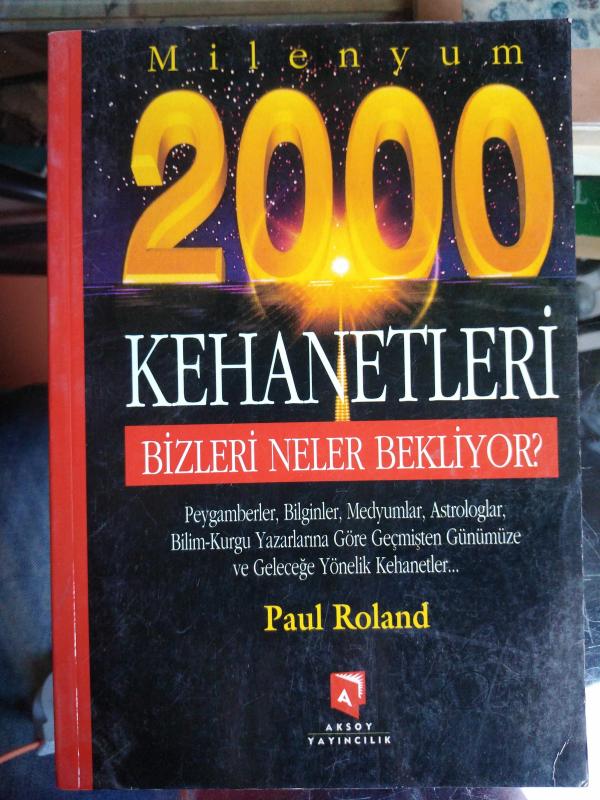 Milenyum
2000
KEHANETLERİ
BİZLERİ NELER BEKLİYOR?
Peygamberler, Bilginler, Medyumlar, Astrologlar,
Bilim-Kurgu Yazarlarına Göre Geçmişten Günümüze
ve Geleceğe Yönelik Kehanetler...
Paul Roland
A
AKSOY
YAYINCILIK